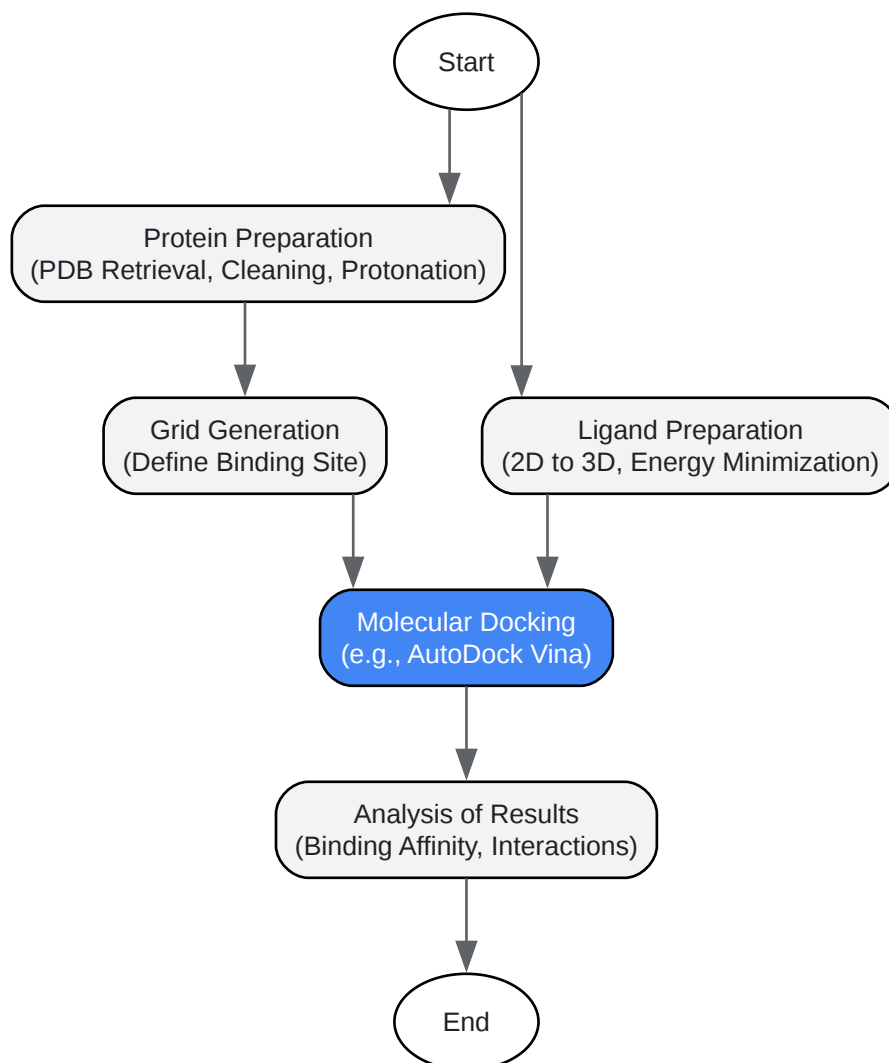 Start
Protein Preparation
(PDB Retrieval, Cleaning, Protonation)
Grid Generation
(Define Binding Site)
Ligand Preparation
(2D to 3D, Energy Minimization)
Molecular Docking
(e.g., AutoDock Vina)
Analysis of Results
(Binding Affinity, Interactions)
End